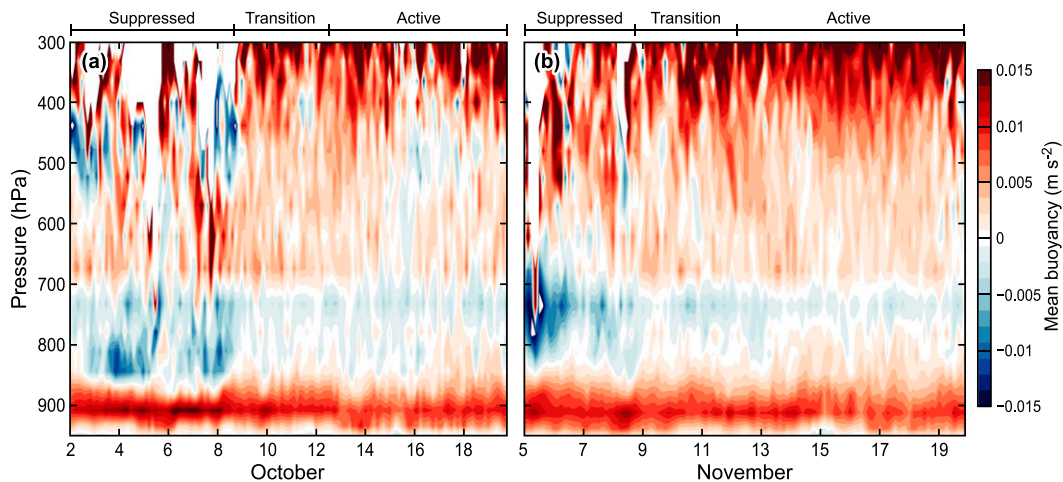 Suppressed Transition Active Suppressed Transition Active
(a) (b)
300
400
500
600
700
800
900
Pressure (hPa)
2 4 6 8 10 12 14 16 18
October
5 7 9 11 13 15 17 19
November
0.015
0.01
0.005
0
−0.005
−0.01
−0.015
Mean buoyancy (m s-2)